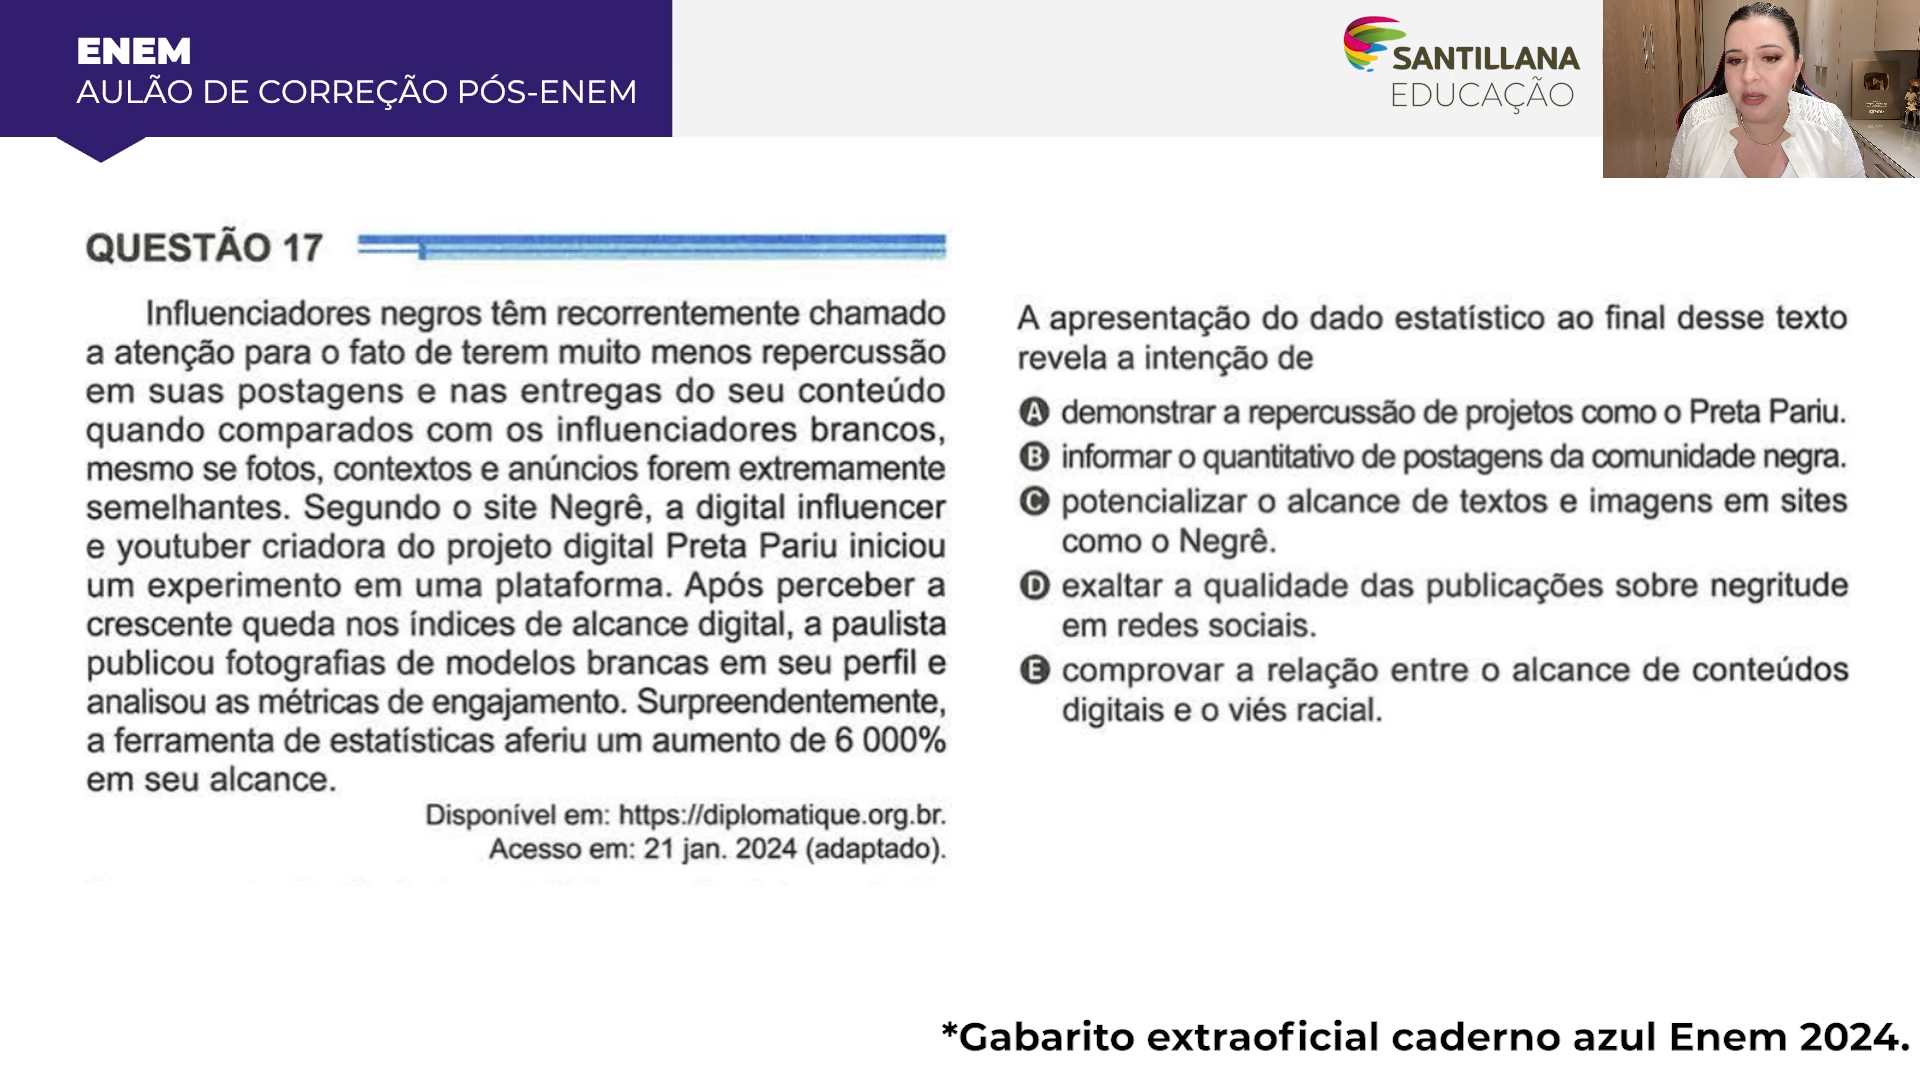 ENEM
AULÃO DE CORREÇÃO PÓS-ENEM
SANTILLANA
EDUCAÇÃO
QUESTÃO 17
Influenciadores negros têm recorrentemente chamado
a atenção para o fato de terem muito menos repercussão
em suas postagens e nas entregas do seu conteúdo
quando comparados com os influenciadores brancos,
mesmo se fotos, contextos e anúncios forem extremamente
semelhantes. Segundo o site Negrê, a digital influencer
e youtuber criadora do projeto digital Preta Pariu iniciou
um experimento em uma plataforma. Após perceber a
crescente queda nos índices de alcance digital, a paulista
publicou fotografias de modelos brancas em seu perfil e
analisou as métricas de engajamento. Surpreendentemente,
a ferramenta de estatísticas aferiu um aumento de 6 000%
em seu alcance.
Disponível em: https://diplomatique.org.br.
Acesso em: 21 jan. 2024 (adaptado).
A apresentação do dado estatístico ao final desse texto
revela a intenção de
A demonstrar a repercussão de projetos como o Preta Pariu.
B informar o quantitativo de postagens da comunidade negra.
C potencializar o alcance de textos e imagens em sites
como o Negrê.
D exaltar a qualidade das publicações sobre negritude
em redes sociais.
E comprovar a relação entre o alcance de conteúdos
digitais e o viés racial.
*Gabarito extraoficial caderno azul Enem 2024.